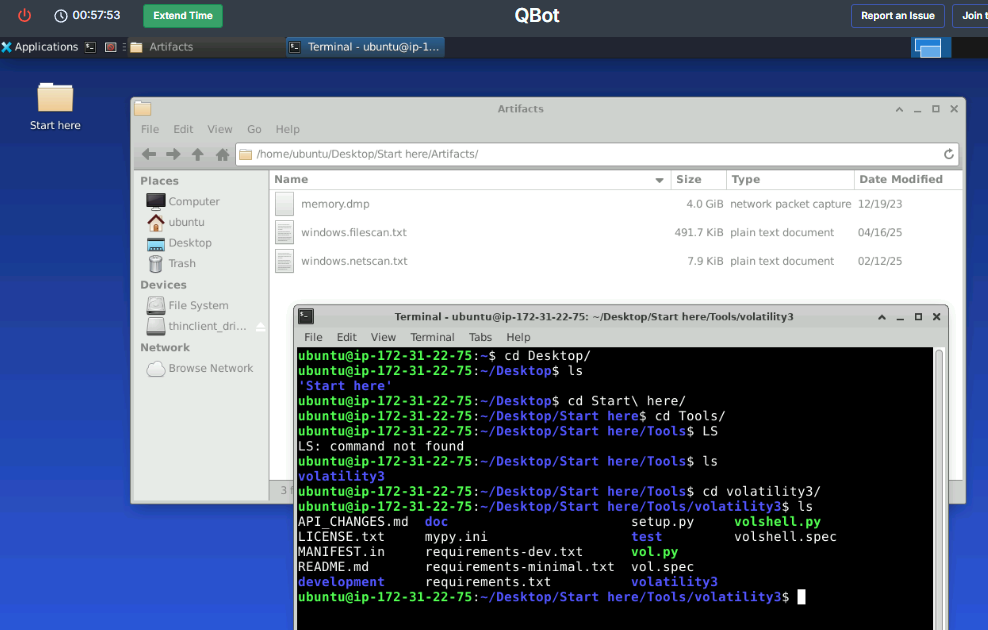 00:57:53 Extend Time QBot Report an Issue Join t
Applications Artifacts Terminal - ubuntu@ip-1...
Start here
Artifacts
File Edit View Go Help
/home/ubuntu/Desktop/Start here/Artifacts/
Places
Computer
ubuntu
Desktop
Trash
Devices
File System
thinclient_dri...
Network
Browse Network
Name Size Type Date Modified
memory.dmp 4.0 GiB network packet capture 12/19/23
windows.filescan.txt 491.7 KiB plain text document 04/16/25
windows.netscan.txt 7.9 KiB plain text document 02/12/25
3 f
Terminal - ubuntu@ip-172-31-22-75: ~/Desktop/Start here/Tools/volatility3
File Edit View Terminal Tabs Help
ubuntu@ip-172-31-22-75:~$ cd Desktop/
ubuntu@ip-172-31-22-75:~/Desktop$ ls
'Start here'
ubuntu@ip-172-31-22-75:~/Desktop$ cd Start\ here/
ubuntu@ip-172-31-22-75:~/Desktop/Start here$ cd Tools/
ubuntu@ip-172-31-22-75:~/Desktop/Start here/Tools$ LS
LS: command not found
ubuntu@ip-172-31-22-75:~/Desktop/Start here/Tools$ ls
volatility3
ubuntu@ip-172-31-22-75:~/Desktop/Start here/Tools$ cd volatility3/
ubuntu@ip-172-31-22-75:~/Desktop/Start here/Tools/volatility3$ ls
API_CHANGES.md doc setup.py volshell.py
LICENSE.txt mypy.ini test volshell.spec
MANIFEST.in requirements-dev.txt vol.py
README.md requirements-minimal.txt vol.spec
development requirements.txt volatility3
ubuntu@ip-172-31-22-75:~/Desktop/Start here/Tools/volatility3$